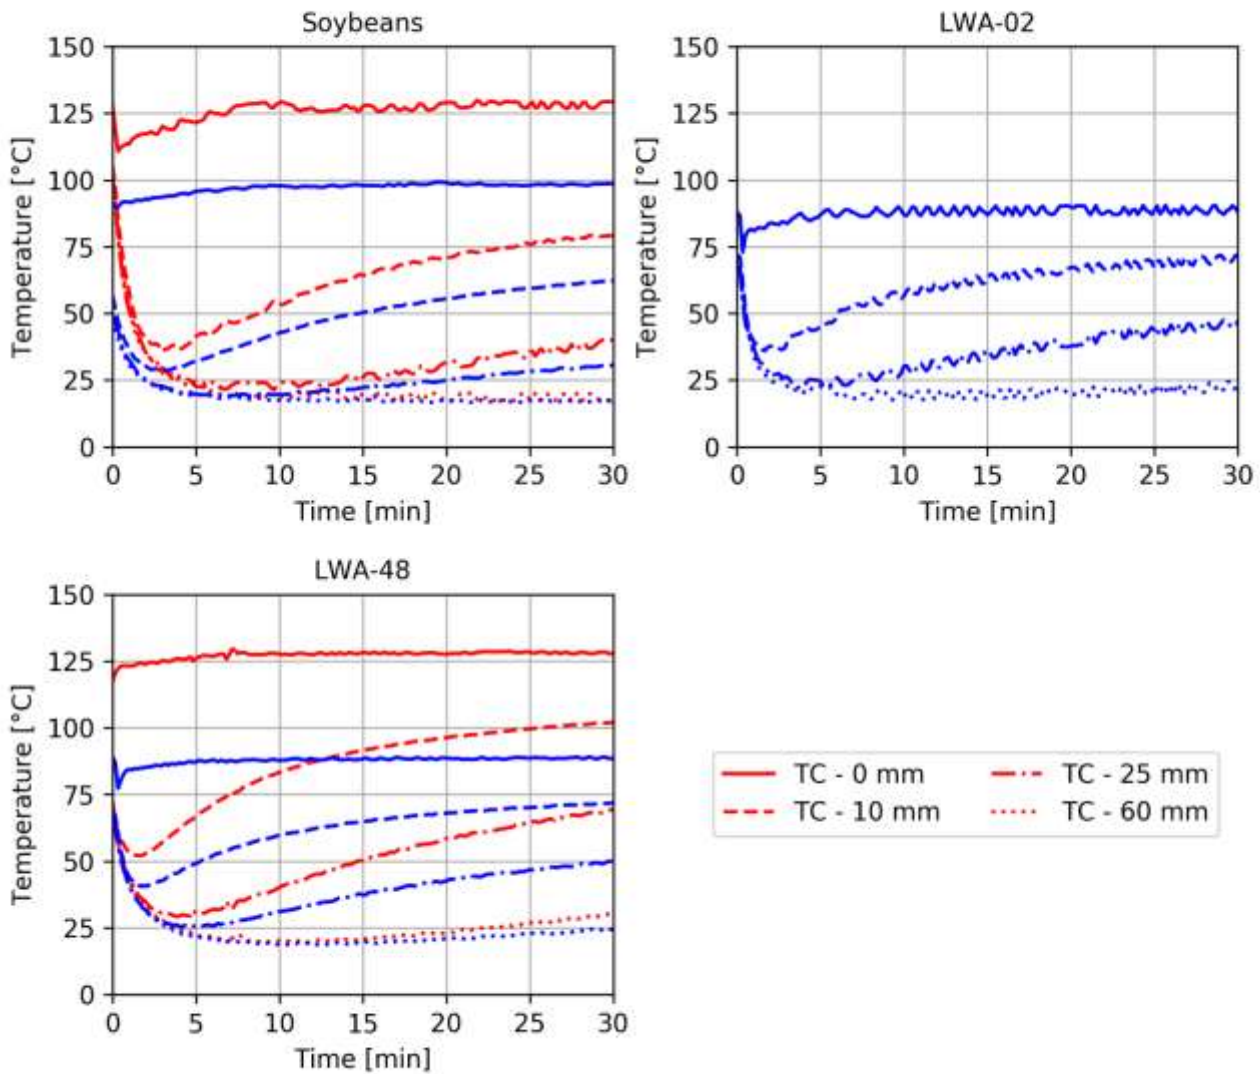 Soybeans
150
125
100
75
50
25
0
Temperature [°C]
0 5 10 15 20 25 30
Time [min]
LWA-02
150
125
100
75
50
25
0
Temperature [°C]
0 5 10 15 20 25 30
Time [min]
LWA-48
150
125
100
75
50
25
0
Temperature [°C]
0 5 10 15 20 25 30
Time [min]
TC - 0 mm TC - 25 mm
TC - 10 mm TC - 60 mm